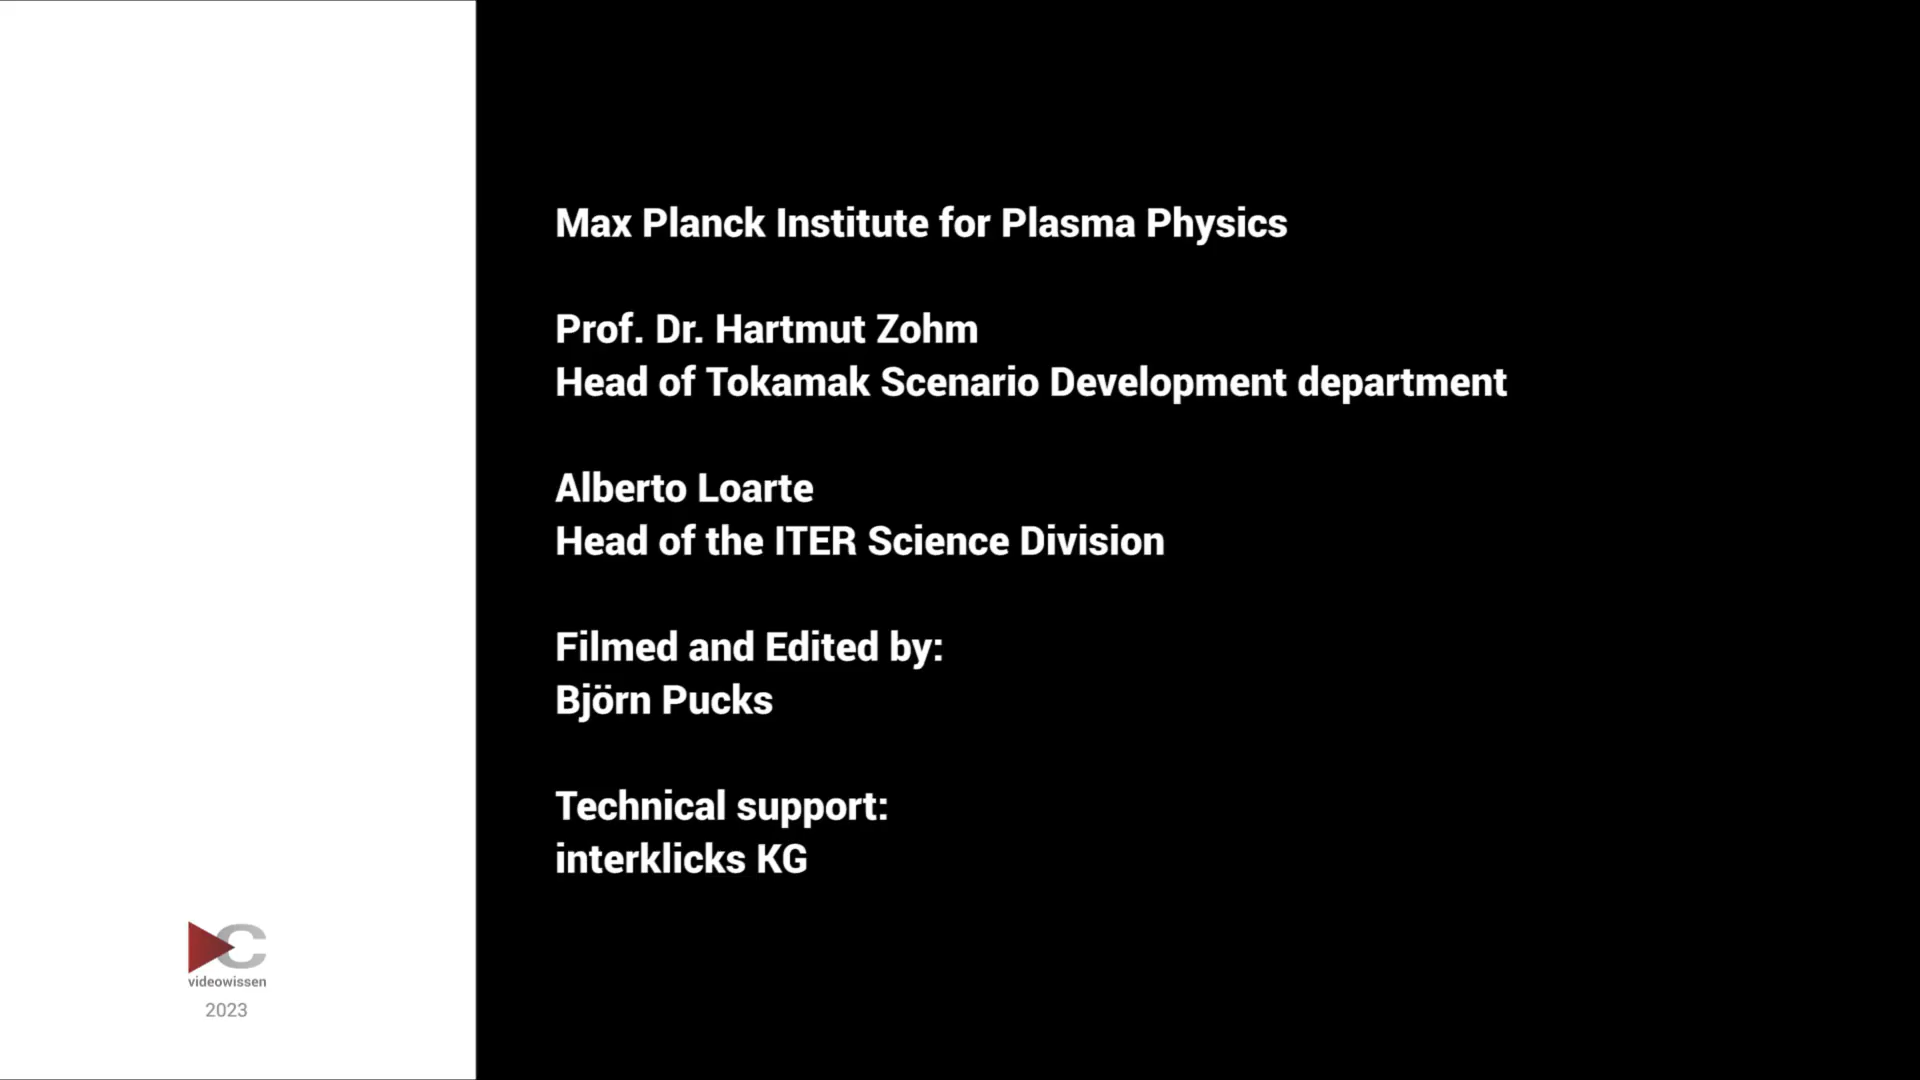 Max Planck Institute for Plasma Physics
Prof. Dr. Hartmut Zohm
Head of Tokamak Scenario Development department
Alberto Loarte
Head of the ITER Science Division
Filmed and Edited by:
Björn Pucks
Technical support:
interklicks KG
C
videowissen
2023